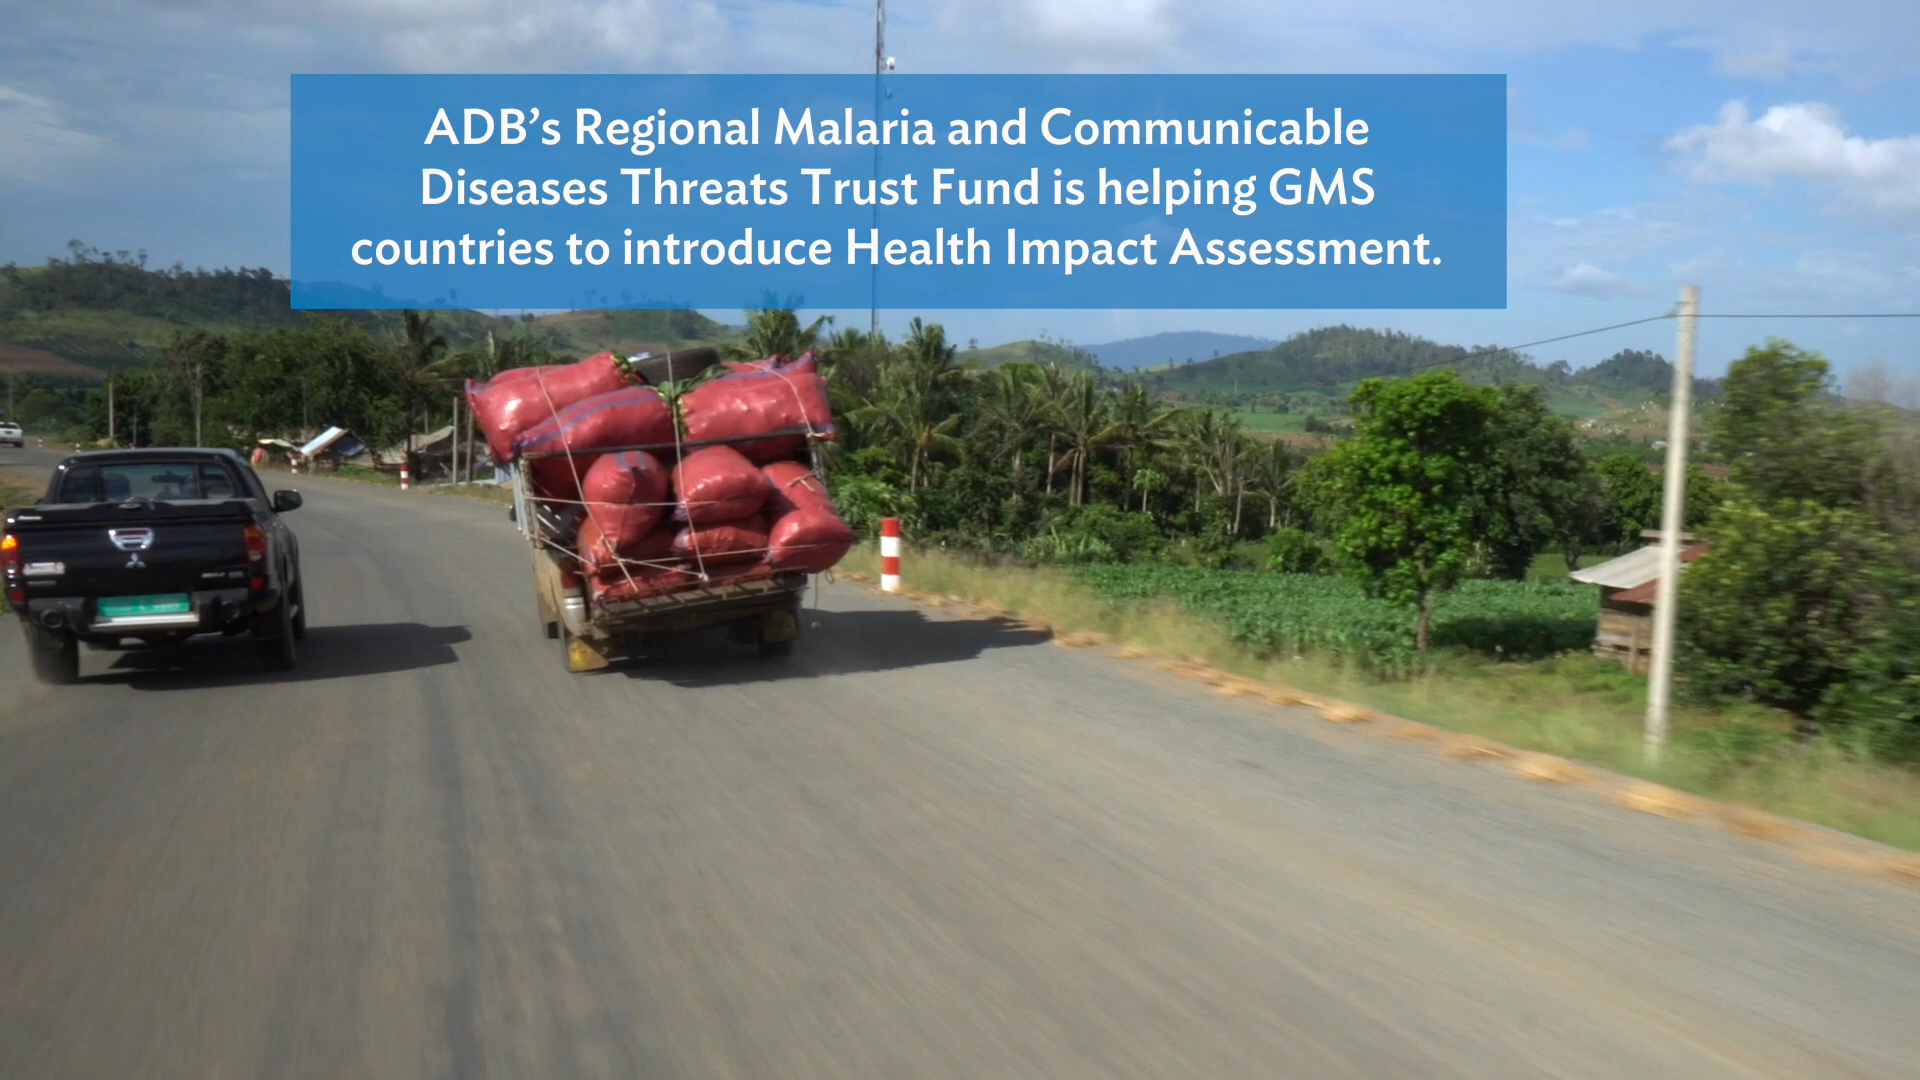 ADB’s Regional Malaria and Communicable
Diseases Threats Trust Fund is helping GMS
countries to introduce Health Impact Assessment.